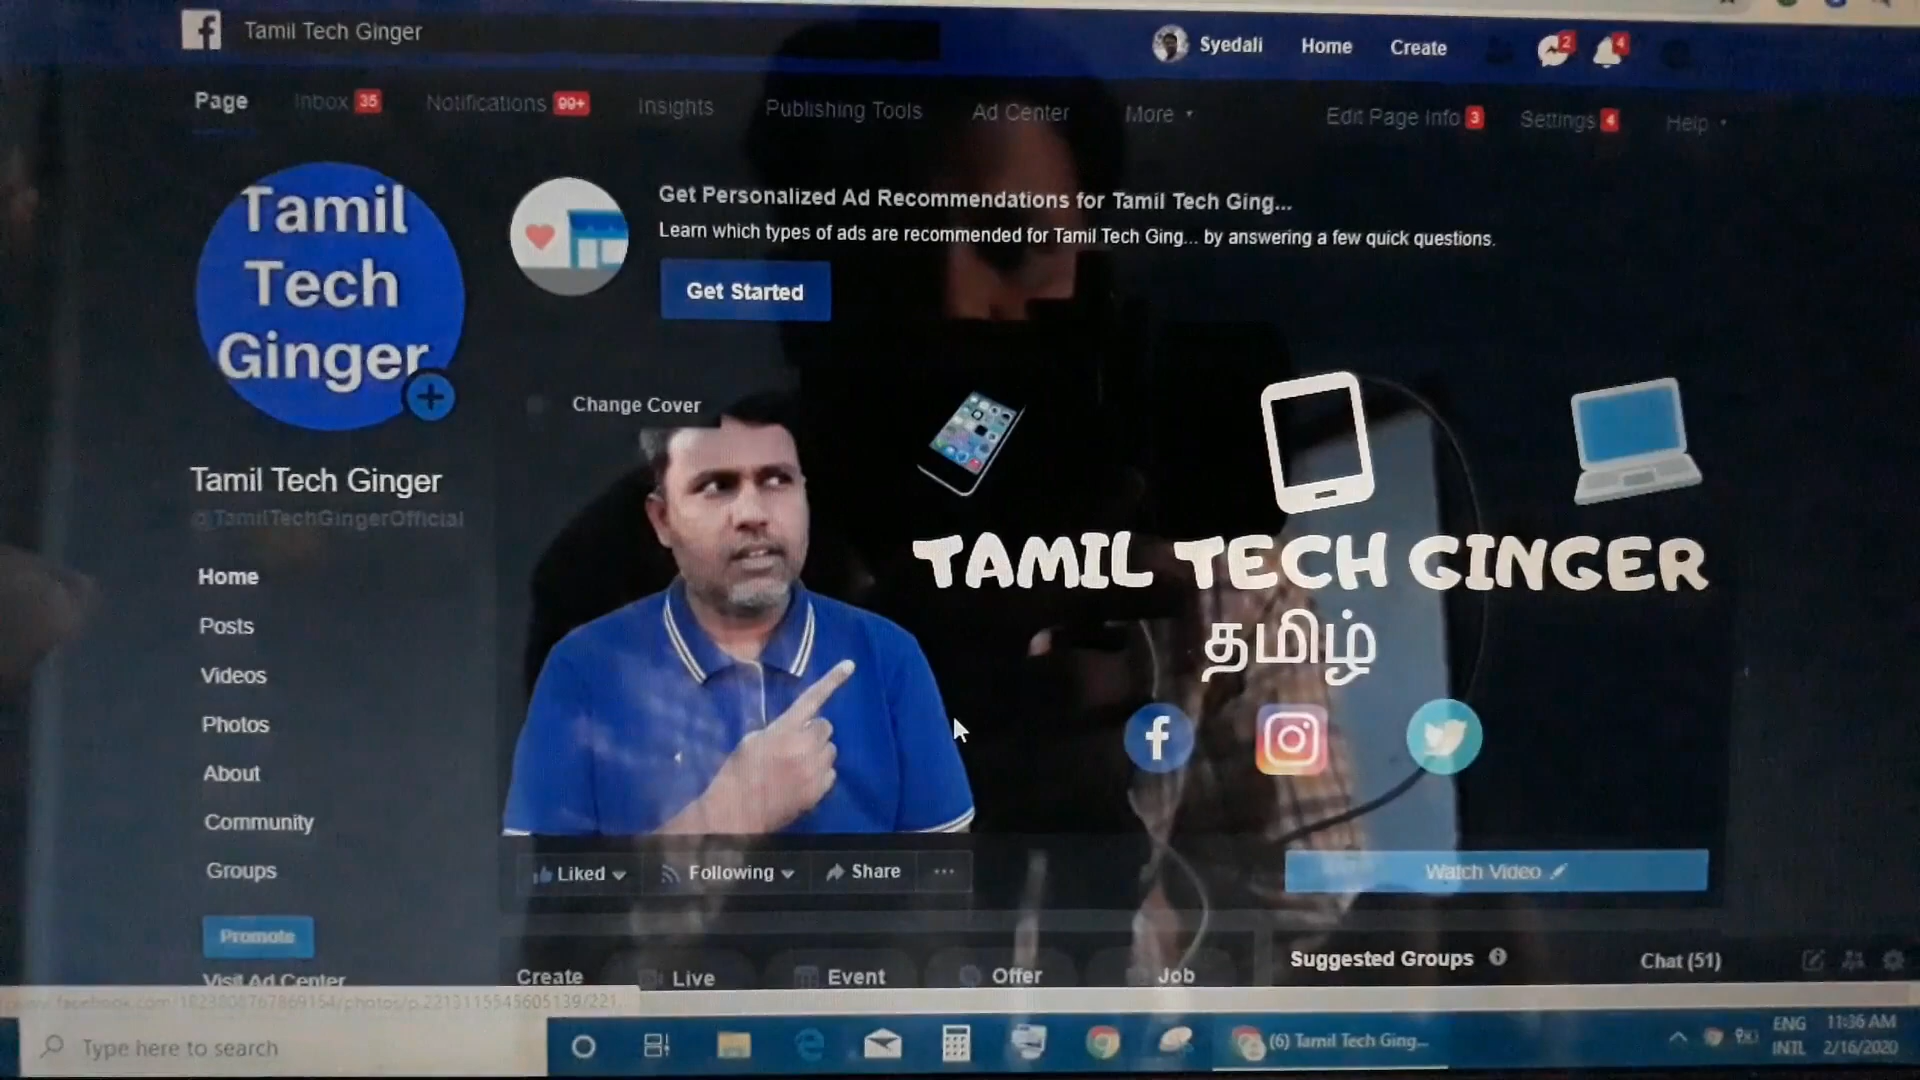 Tamil Tech Ginger
Syedali Home Create 2 4
Page Inbox 35 Notifications 99+ Insights Publishing Tools Ad Center More Edit Page Info 3 Settings 4 Help
Tamil
Tech
Ginger
Get Personalized Ad Recommendations for Tamil Tech Ging...
Learn which types of ads are recommended for Tamil Tech Ging... by answering a few quick questions.
Get Started
Change Cover
TAMIL TECH GINGER
தமிழ்
Tamil Tech Ginger
@TamilTechGingerOfficial
Home
Posts
Videos
Photos
About
Community
Groups
Promote
Visit Ad Center
Liked Following Share ...
Watch Video
Create Live Event Offer Job
Suggested Groups
Chat (51)
Type here to search
(6) Tamil Tech Ging...
ENG
INTL
11:36 AM
2/16/2020